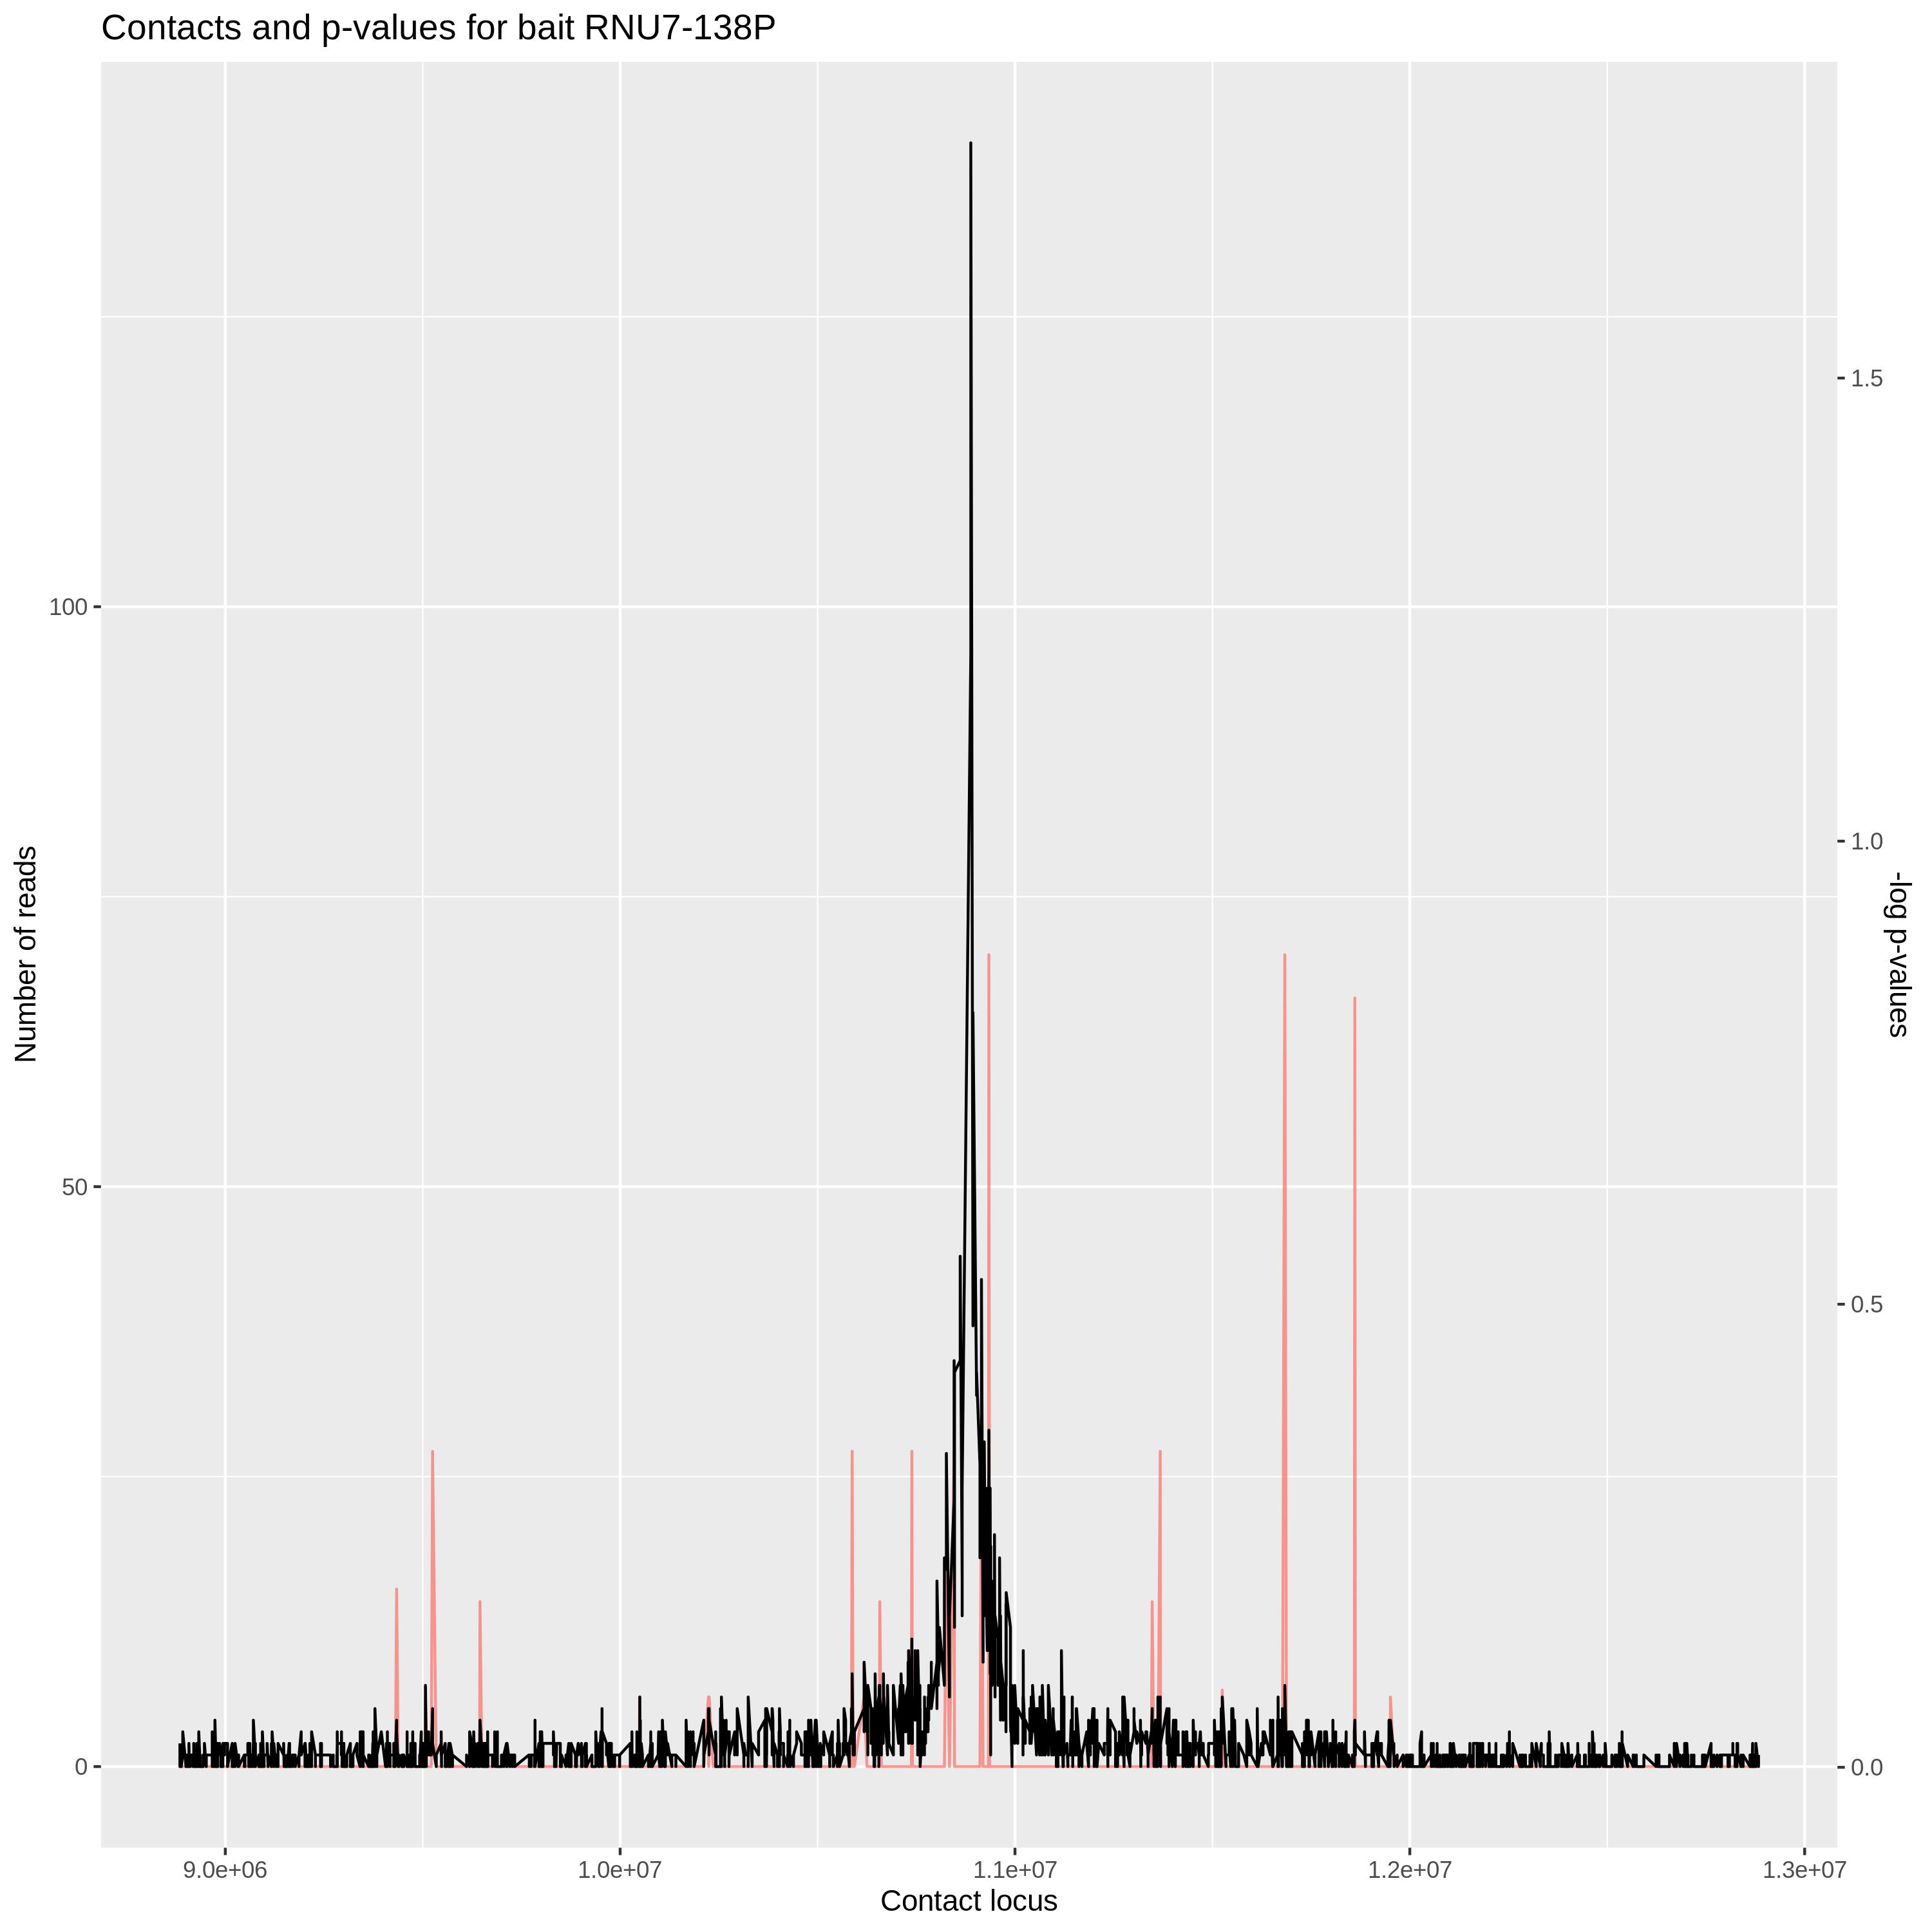 Contacts and p-values for bait RNU7-138P
Number of reads
100
50
0
1.5
1.0
0.5
0.0
-log p-values
9.0e+06 1.0e+07 1.1e+07 1.2e+07 1.3e+07
Contact locus